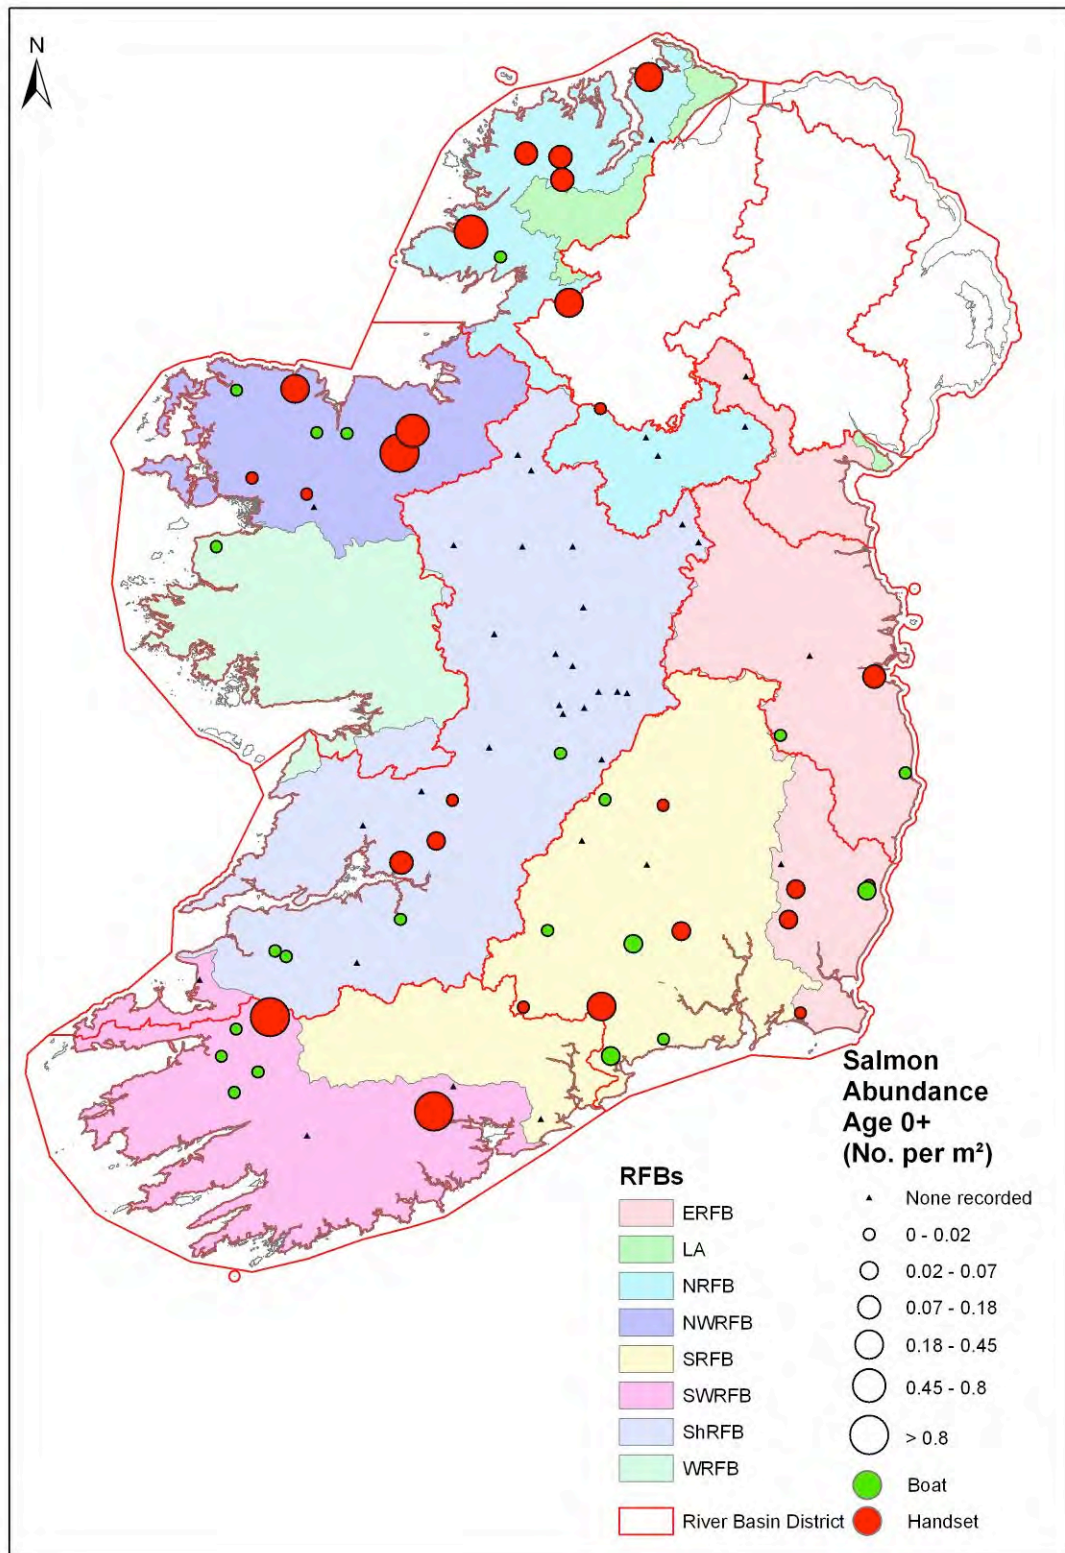 N
Salmon
Abundance
Age 0+
(No. per m²)
RFBs
ERFB
LA
NRFB
NWRFB
SRFB
SWRFB
ShRFB
WRFB
River Basin District
None recorded
0 - 0.02
0.02 - 0.07
0.07 - 0.18
0.18 - 0.45
0.45 - 0.8
> 0.8
Boat
Handset